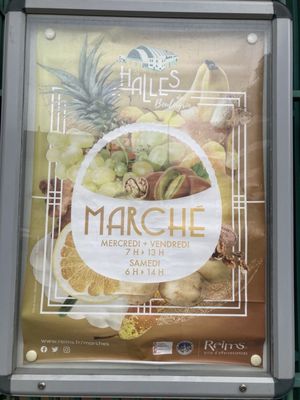 HALLES
Boulingrin
MARCHÉ
MERCREDI + VENDREDI
7 H > 13 H
SAMEDI
6 H > 14 H
www.reims.fr/marches
Reims